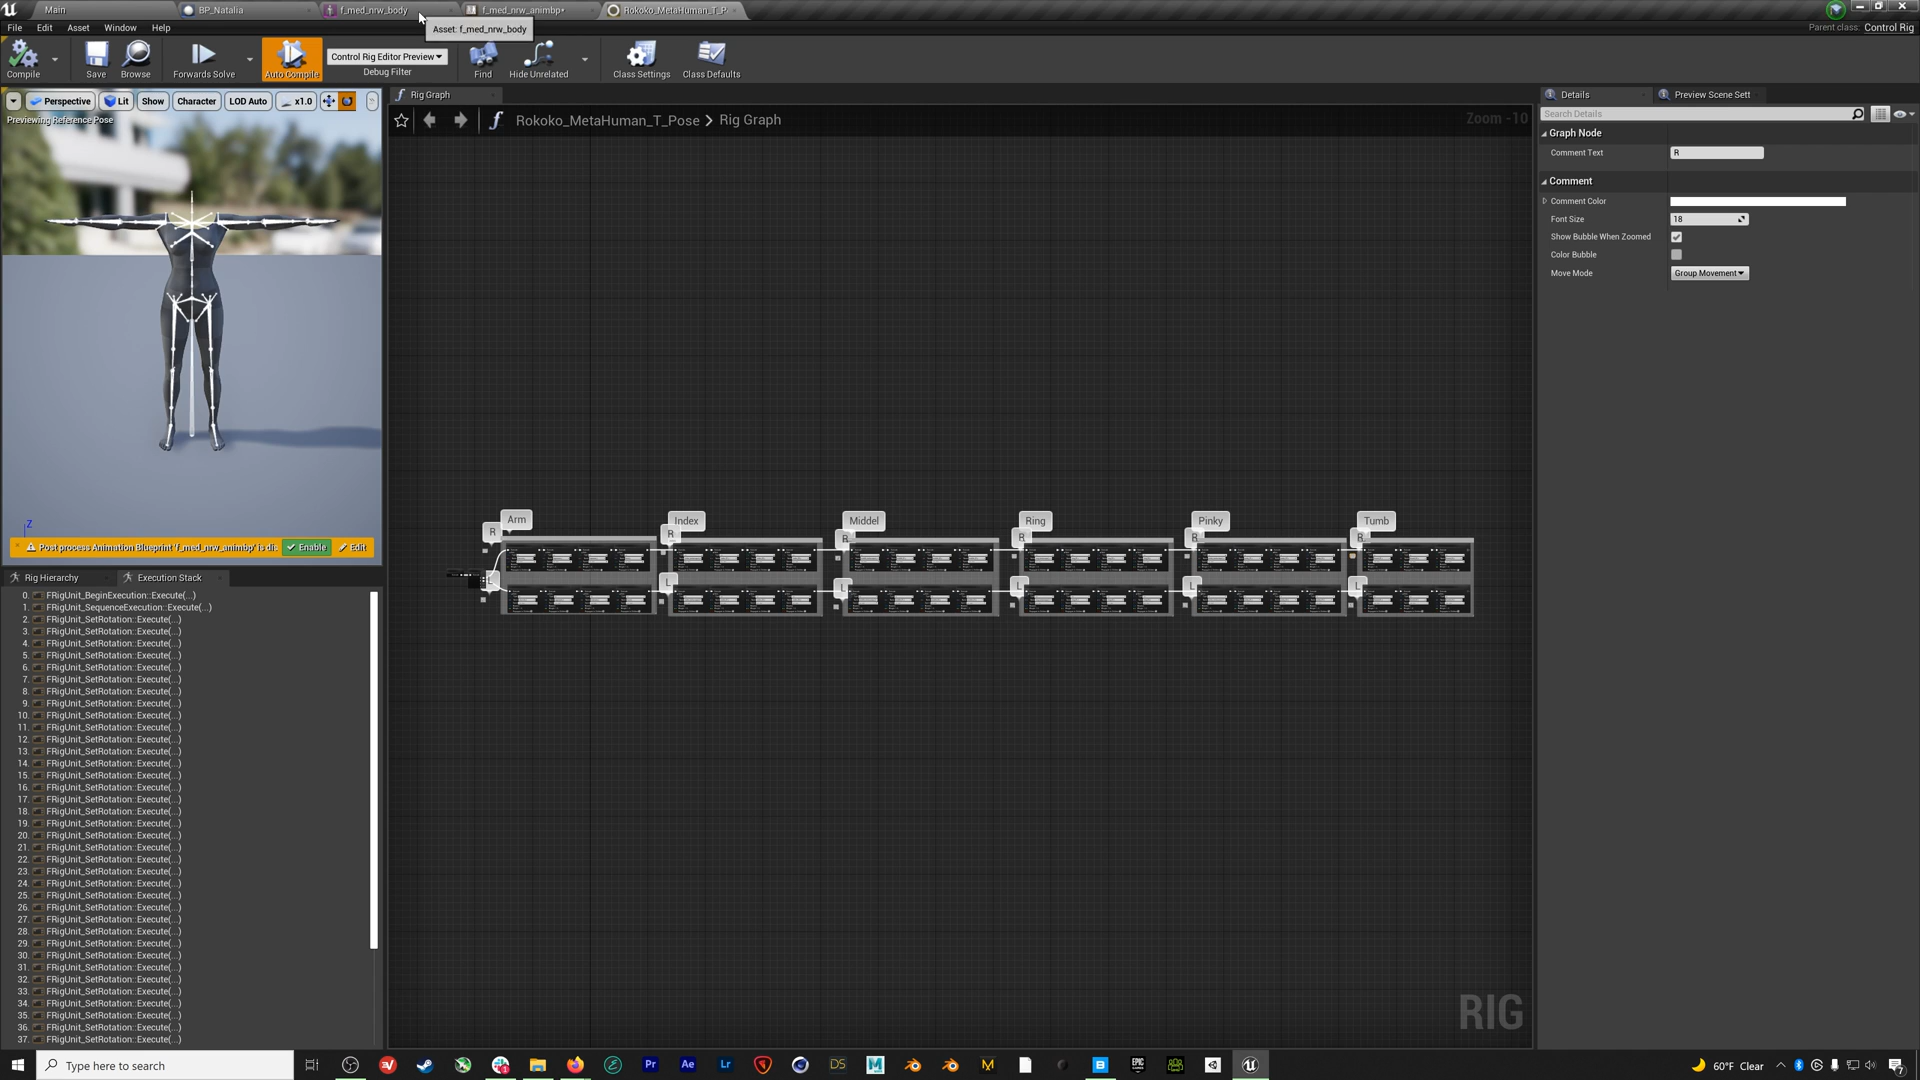 Main
BP_Natalia
f_med_nrw_body
f_med_nrw_animbp*
Rokoko_MetaHuman_T_P
File
Edit
Asset
Window
Help
Asset: f_med_nrw_body
Parent class: Control Rig
Compile
Save
Browse
Forwards Solve
Auto Compile
Control Rig Editor Preview
Debug Filter
Find
Hide Unrelated
Class Settings
Class Defaults
Perspective
Lit
Show
Character
LOD Auto
x1.0
Previewing Reference Pose
Z
Post process Animation Blueprint 'f_med_nrw_animbp' is dis
Enable
Edit
Rig Graph
Rokoko_MetaHuman_T_Pose > Rig Graph
Zoom -10
Arm
Index
Middel
Ring
Pinky
Tumb
R
R
R
R
R
R
L
L
L
L
L
L
RIG
Details
Preview Scene Sett
Search Details
Graph Node
Comment Text
R
Comment
Comment Color
Font Size
18
Show Bubble When Zoomed
Color Bubble
Move Mode
Group Movement
Rig Hierarchy
Execution Stack
0. FRigUnit_BeginExecution::Execute(...)
1. FRigUnit_SequenceExecution::Execute(...)
2. FRigUnit_SetRotation::Execute(...)
3. FRigUnit_SetRotation::Execute(...)
4. FRigUnit_SetRotation::Execute(...)
5. FRigUnit_SetRotation::Execute(...)
6. FRigUnit_SetRotation::Execute(...)
7. FRigUnit_SetRotation::Execute(...)
8. FRigUnit_SetRotation::Execute(...)
9. FRigUnit_SetRotation::Execute(...)
10. FRigUnit_SetRotation::Execute(...)
11. FRigUnit_SetRotation::Execute(...)
12. FRigUnit_SetRotation::Execute(...)
13. FRigUnit_SetRotation::Execute(...)
14. FRigUnit_SetRotation::Execute(...)
15. FRigUnit_SetRotation::Execute(...)
16. FRigUnit_SetRotation::Execute(...)
17. FRigUnit_SetRotation::Execute(...)
18. FRigUnit_SetRotation::Execute(...)
19. FRigUnit_SetRotation::Execute(...)
20. FRigUnit_SetRotation::Execute(...)
21. FRigUnit_SetRotation::Execute(...)
22. FRigUnit_SetRotation::Execute(...)
23. FRigUnit_SetRotation::Execute(...)
24. FRigUnit_SetRotation::Execute(...)
25. FRigUnit_SetRotation::Execute(...)
26. FRigUnit_SetRotation::Execute(...)
27. FRigUnit_SetRotation::Execute(...)
28. FRigUnit_SetRotation::Execute(...)
29. FRigUnit_SetRotation::Execute(...)
30. FRigUnit_SetRotation::Execute(...)
31. FRigUnit_SetRotation::Execute(...)
32. FRigUnit_SetRotation::Execute(...)
33. FRigUnit_SetRotation::Execute(...)
34. FRigUnit_SetRotation::Execute(...)
35. FRigUnit_SetRotation::Execute(...)
36. FRigUnit_SetRotation::Execute(...)
37. FRigUnit_SetRotation::Execute(...)
Type here to search
Pr
Ae
Lr
DS
60°F Clear